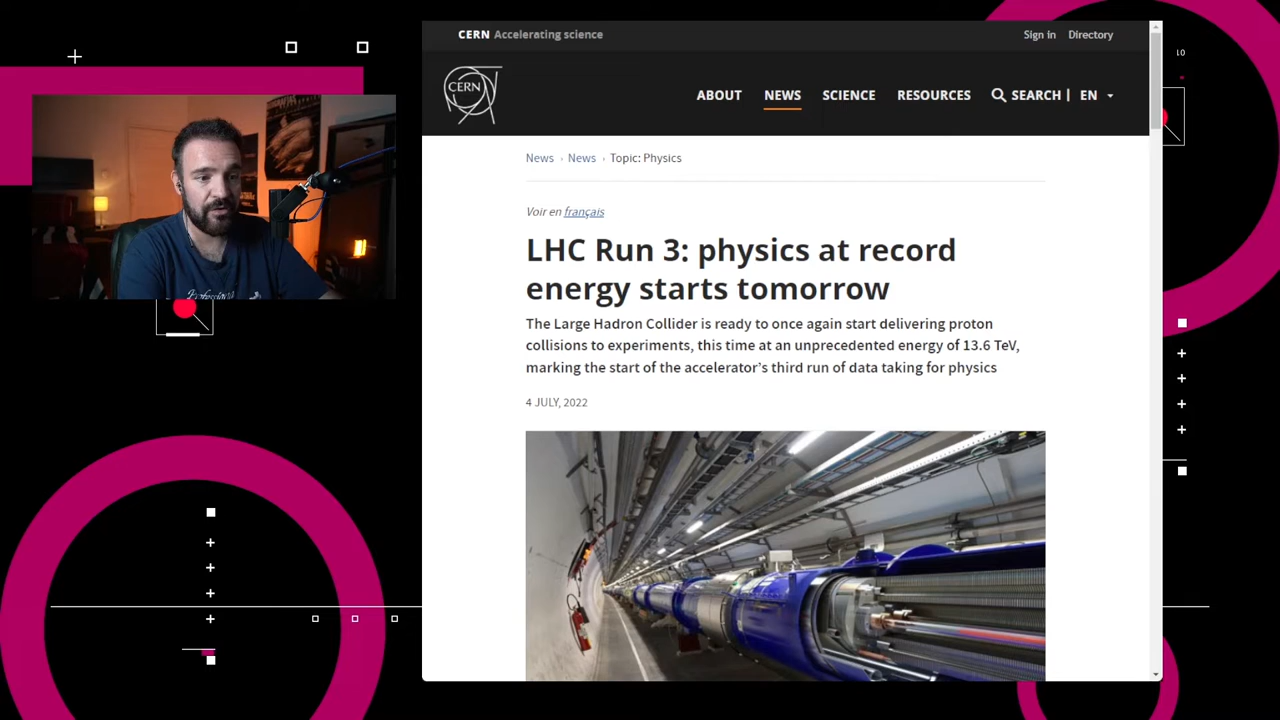 CERN Accelerating science
Sign in Directory
CERN
ABOUT NEWS SCIENCE RESOURCES SEARCH | EN
News › News › Topic: Physics
Voir en français
LHC Run 3: physics at record
energy starts tomorrow
The Large Hadron Collider is ready to once again start delivering proton
collisions to experiments, this time at an unprecedented energy of 13.6 TeV,
marking the start of the accelerator's third run of data taking for physics
4 JULY, 2022